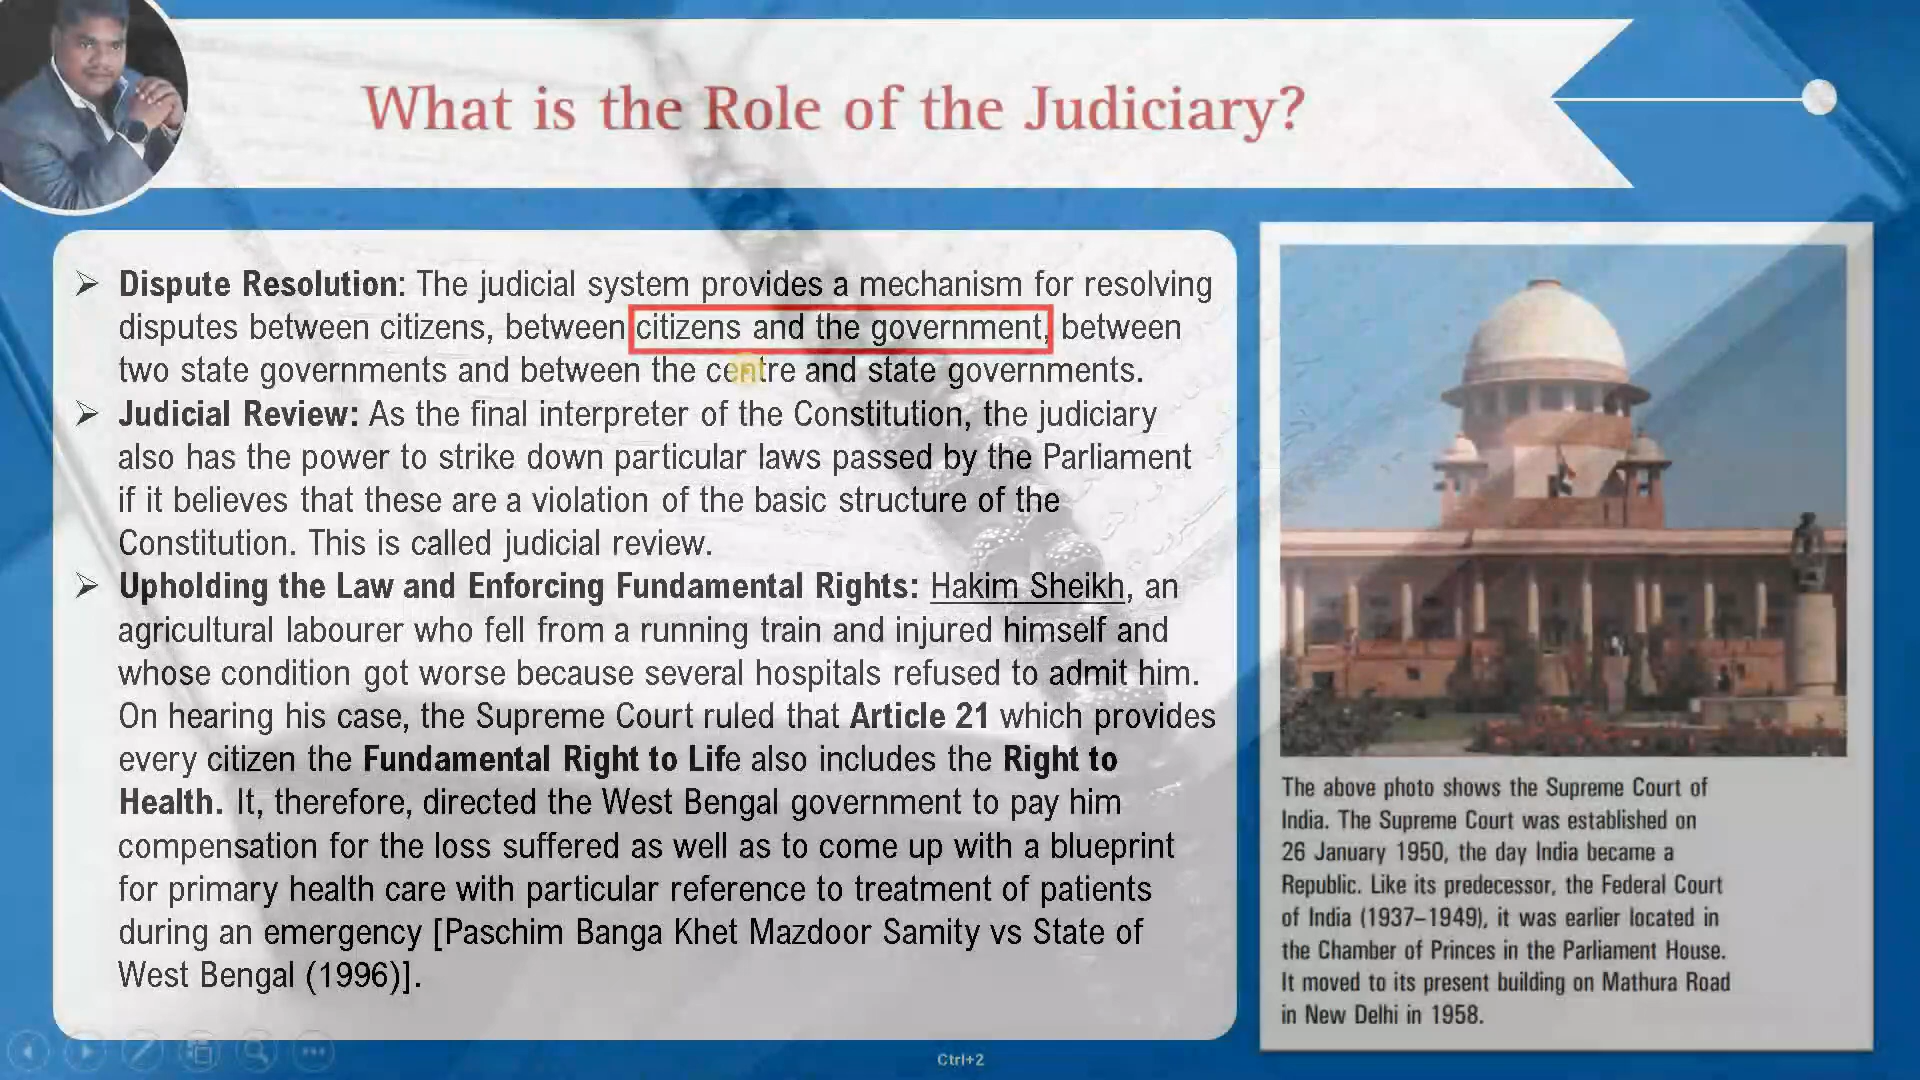 What is the Role of the Judiciary?
➢ Dispute Resolution: The judicial system provides a mechanism for resolving
disputes between citizens, between citizens and the government, between
two state governments and between the centre and state governments.
➢ Judicial Review: As the final interpreter of the Constitution, the judiciary
also has the power to strike down particular laws passed by the Parliament
if it believes that these are a violation of the basic structure of the
Constitution. This is called judicial review.
➢ Upholding the Law and Enforcing Fundamental Rights: Hakim Sheikh, an
agricultural labourer who fell from a running train and injured himself and
whose condition got worse because several hospitals refused to admit him.
On hearing his case, the Supreme Court ruled that Article 21 which provides
every citizen the Fundamental Right to Life also includes the Right to
Health. It, therefore, directed the West Bengal government to pay him
compensation for the loss suffered as well as to come up with a blueprint
for primary health care with particular reference to treatment of patients
during an emergency [Paschim Banga Khet Mazdoor Samity vs State of
West Bengal (1996)].
The above photo shows the Supreme Court of
India. The Supreme Court was established on
26 January 1950, the day India became a
Republic. Like its predecessor, the Federal Court
of India (1937–1949), it was earlier located in
the Chamber of Princes in the Parliament House.
It moved to its present building on Mathura Road
in New Delhi in 1958.
Ctrl+2